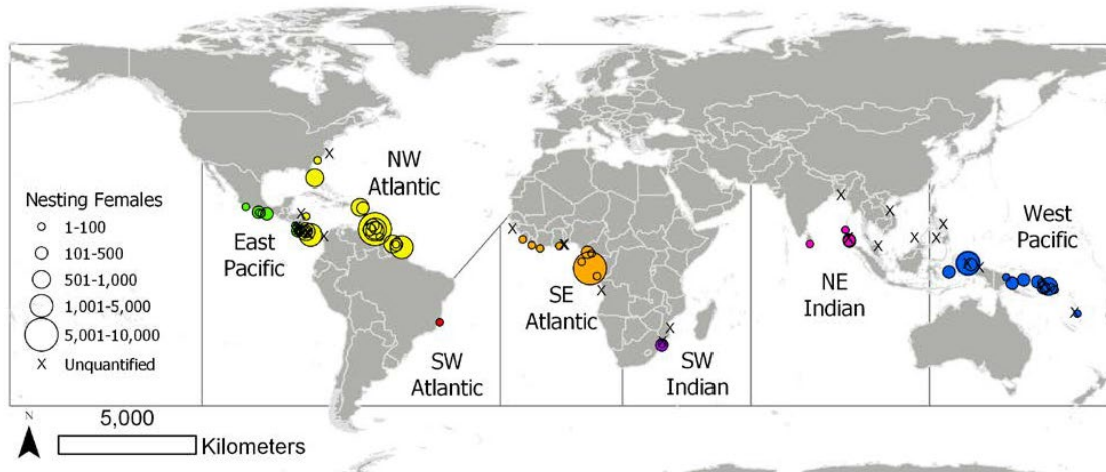 NW
Atlantic
Nesting Females
1-100
101-500
501-1,000
1,001-5,000
5,001-10,000
X Unquantified
East
Pacific
SW
Atlantic
SE
Atlantic
SW
Indian
NE
Indian
West
Pacific
N
5,000
Kilometers